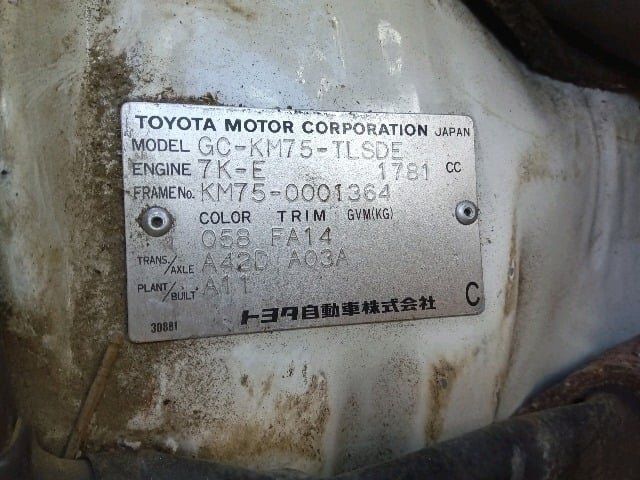 TOYOTA MOTOR CORPORATION JAPAN
MODEL GC-KM75-TLSDE
ENGINE 7K-E 1781 CC
FRAME No. KM75-0001364
COLOR TRIM GVM(KG)
058 FA14
TRANS./AXLE A42D A03A
PLANT/BUILT A11
30881
トヨタ自動車株式会社 C